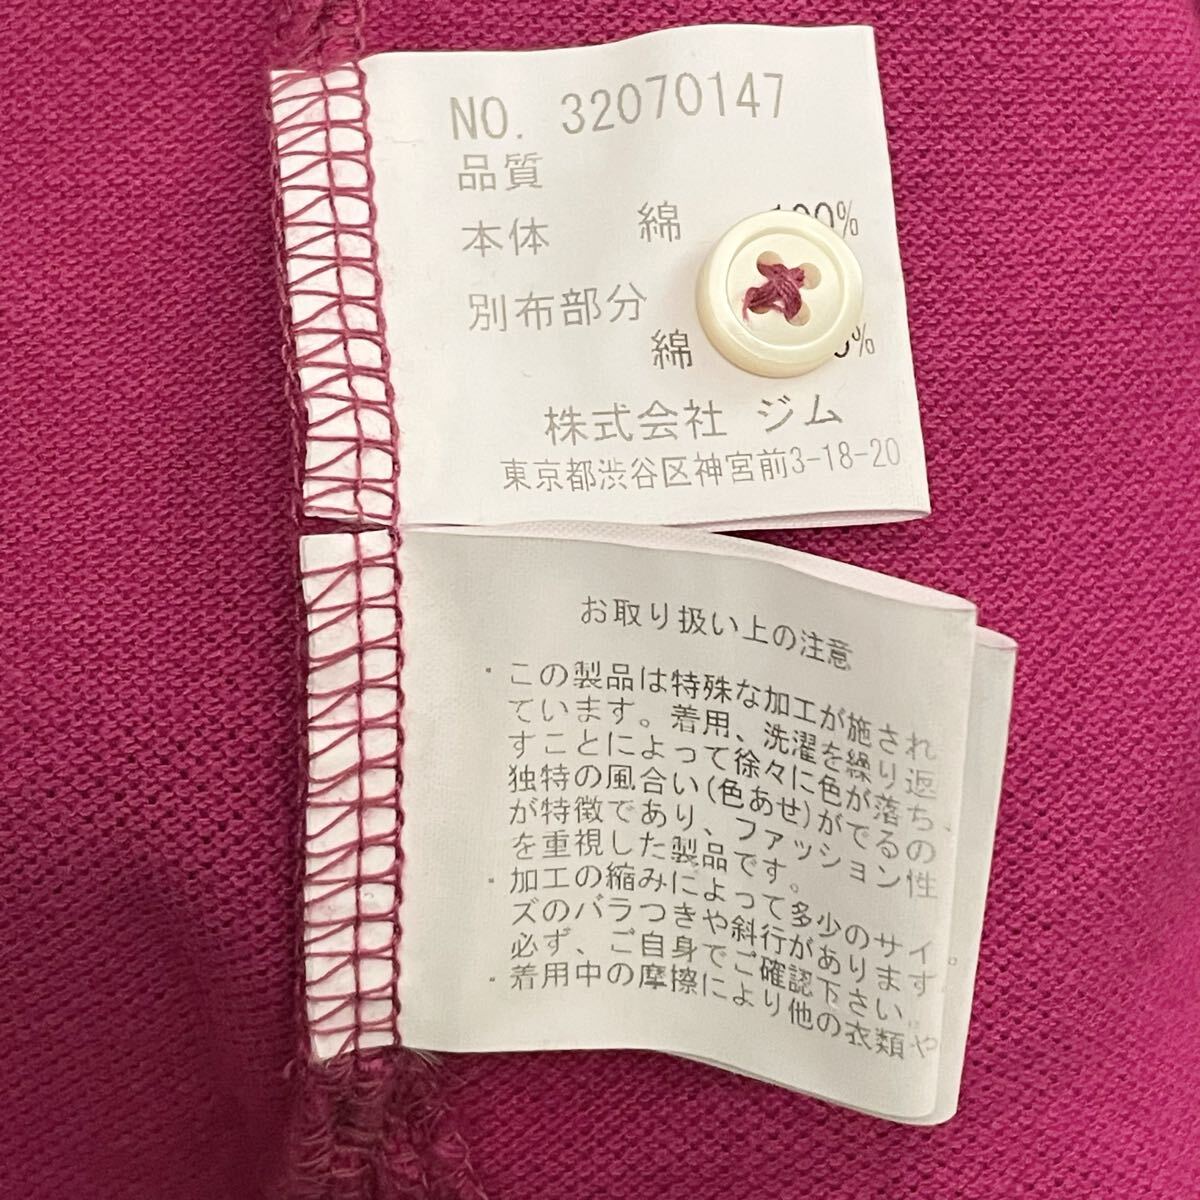 NO. 32070147
品質
本体 綿 100%
別布部分
綿 %
株式会社 ジム
東京都渋谷区神宮前3-18-20
お取り扱い上の注意
・この製品は特殊な加工が施され
ています。着用、洗濯を繰り返
すことによって徐々に色が落ち、
独特の風合い(色あせ)がでるの
が特徴であり、ファッション性
を重視した製品です。
・加工の縮みによって多少のサイ
ズのバラつきや斜行があります。
必ず、ご自身でご確認下さい。
・着用中の摩擦により他の衣類や